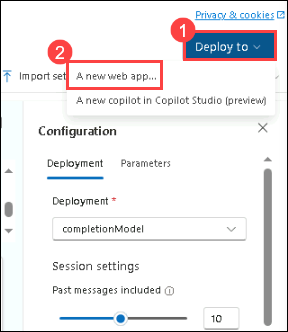 Privacy & cookies
1
Deploy to
2
Import set
A new web app...
A new copilot in Copilot Studio (preview)
Configuration
Deployment Parameters
Deployment *
completionModel
Session settings
Past messages included
10